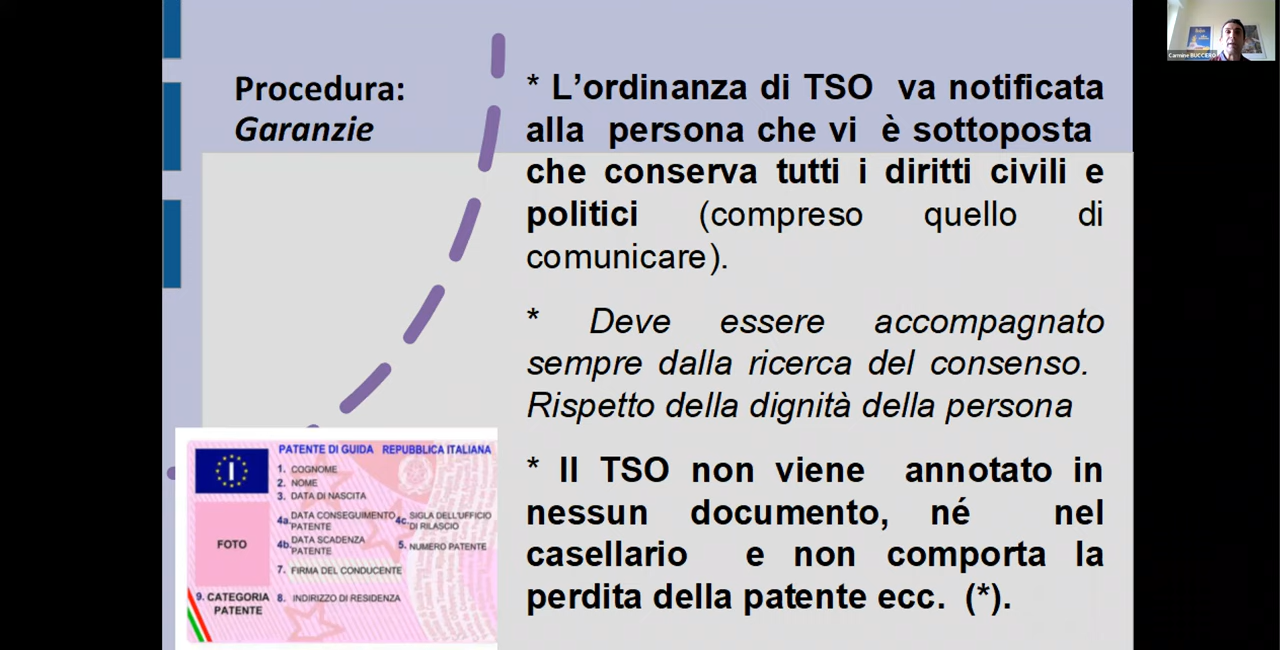 Procedura:
Garanzie
* L’ordinanza di TSO va notificata
alla persona che vi è sottoposta
che conserva tutti i diritti civili e
politici (compreso quello di
comunicare).
* Deve essere accompagnato
sempre dalla ricerca del consenso.
Rispetto della dignità della persona
* Il TSO non viene annotato in
nessun documento, né nel
casellario e non comporta la
perdita della patente ecc. (*).
PATENTE DI GUIDA REPUBBLICA ITALIANA
I
1. COGNOME
2. NOME
3. DATA DI NASCITA
4a. DATA CONSEGUIMENTO PATENTE
4c. SIGLA DELL'UFFICIO DI RILASCIO
4b. DATA SCADENZA PATENTE
5. NUMERO PATENTE
FOTO
7. FIRMA DEL CONDUCENTE
9. CATEGORIA PATENTE
8. INDIRIZZO DI RESIDENZA
Carmine BUCCERO